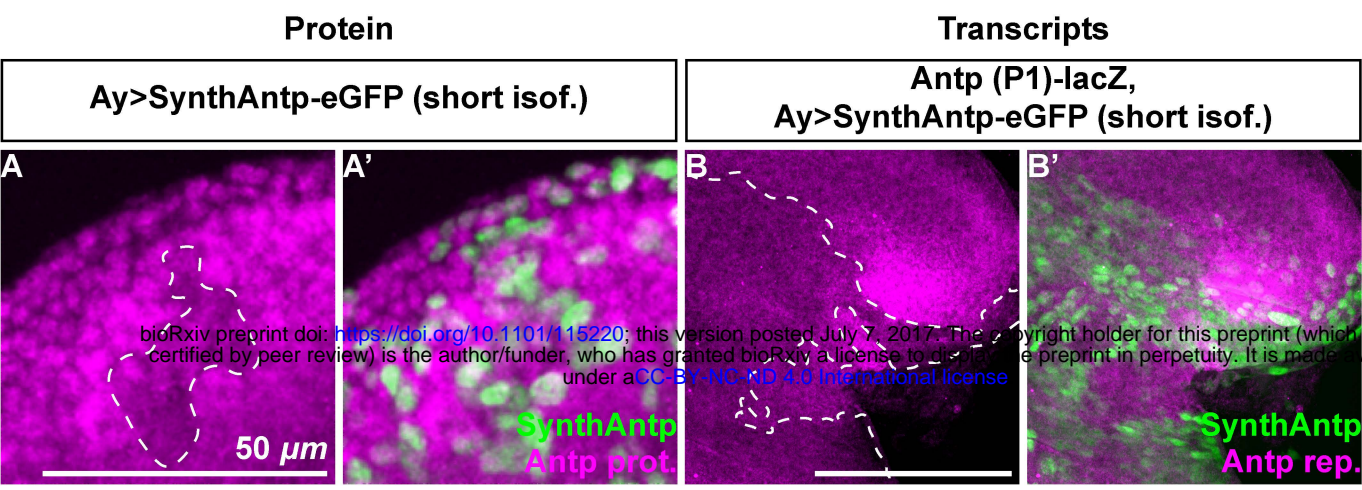 Protein
Transcripts
Ay>SynthAntp-eGFP (short isof.)
Antp (P1)-lacZ,
Ay>SynthAntp-eGFP (short isof.)
A
A’
B
B’
bioRxiv preprint doi: https://doi.org/10.1101/115220; this version posted July 7, 2017. The copyright holder for this preprint (which
certified by peer review) is the author/funder, who has granted bioRxiv a license to display the preprint in perpetuity. It is made
under aCC-BY-NC-ND 4.0 International license
50 µm
SynthAntp
Antp prot.
SynthAntp
Antp rep.